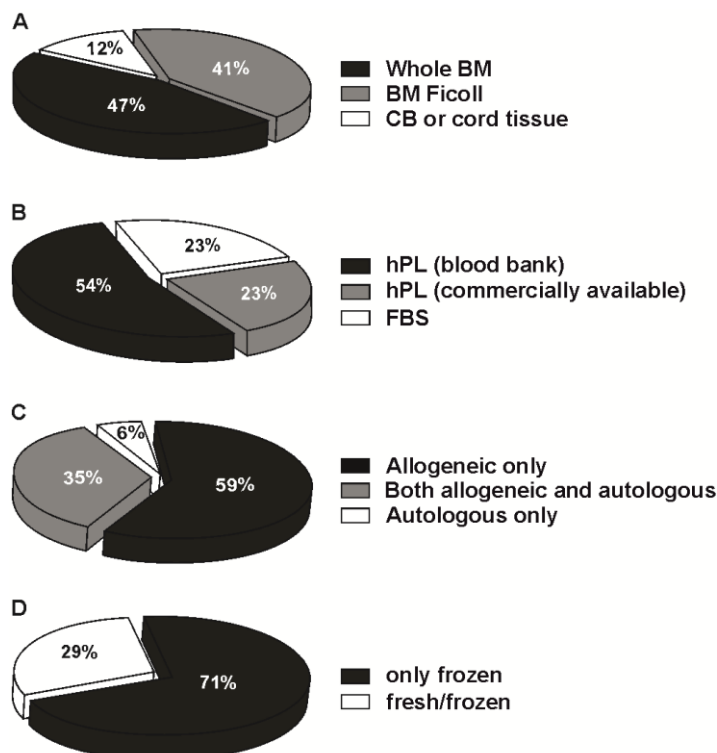 A
12%
41%
47%
Whole BM
BM Ficoll
CB or cord tissue
B
23%
54%
23%
hPL (blood bank)
hPL (commercially available)
FBS
C
6%
35%
59%
Allogeneic only
Both allogeneic and autologous
Autologous only
D
29%
71%
only frozen
fresh/frozen